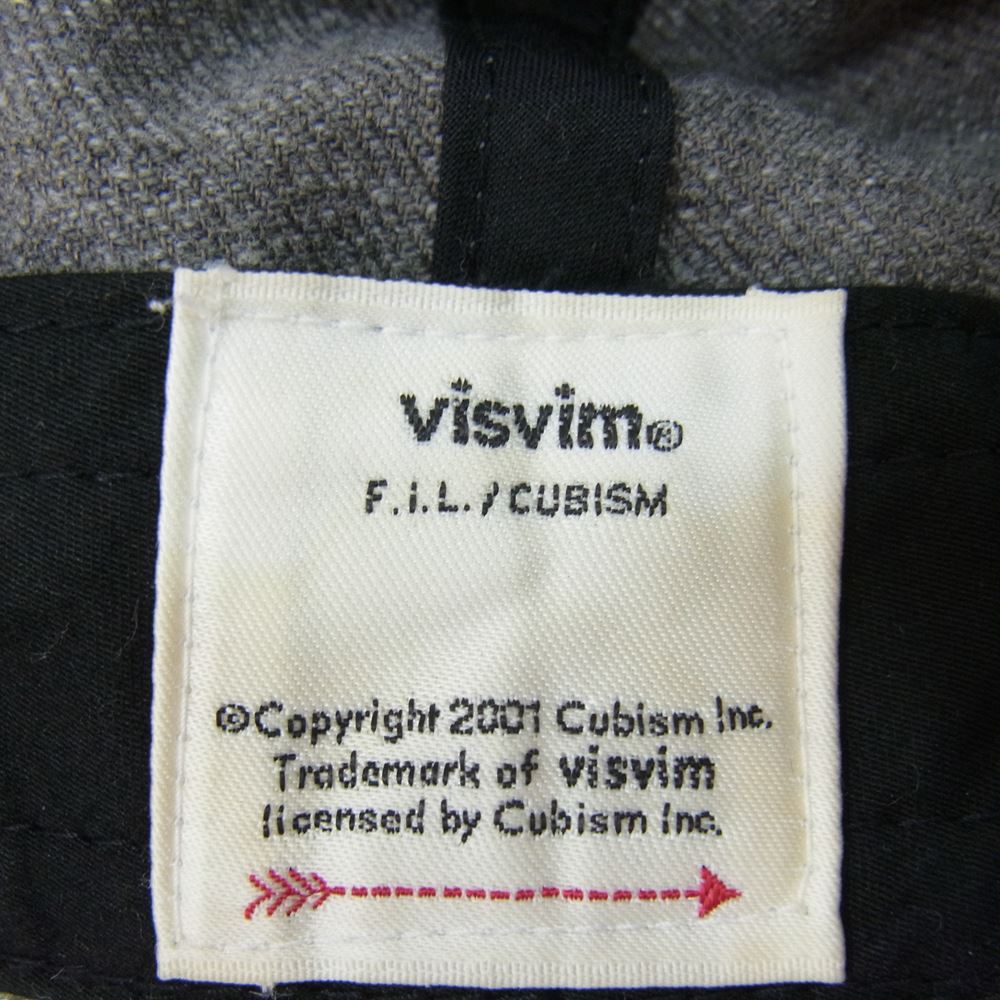 visvim®
F.I.L. / CUBISM
©Copyright 2001 Cubism Inc.
Trademark of visvim
licensed by Cubism Inc.